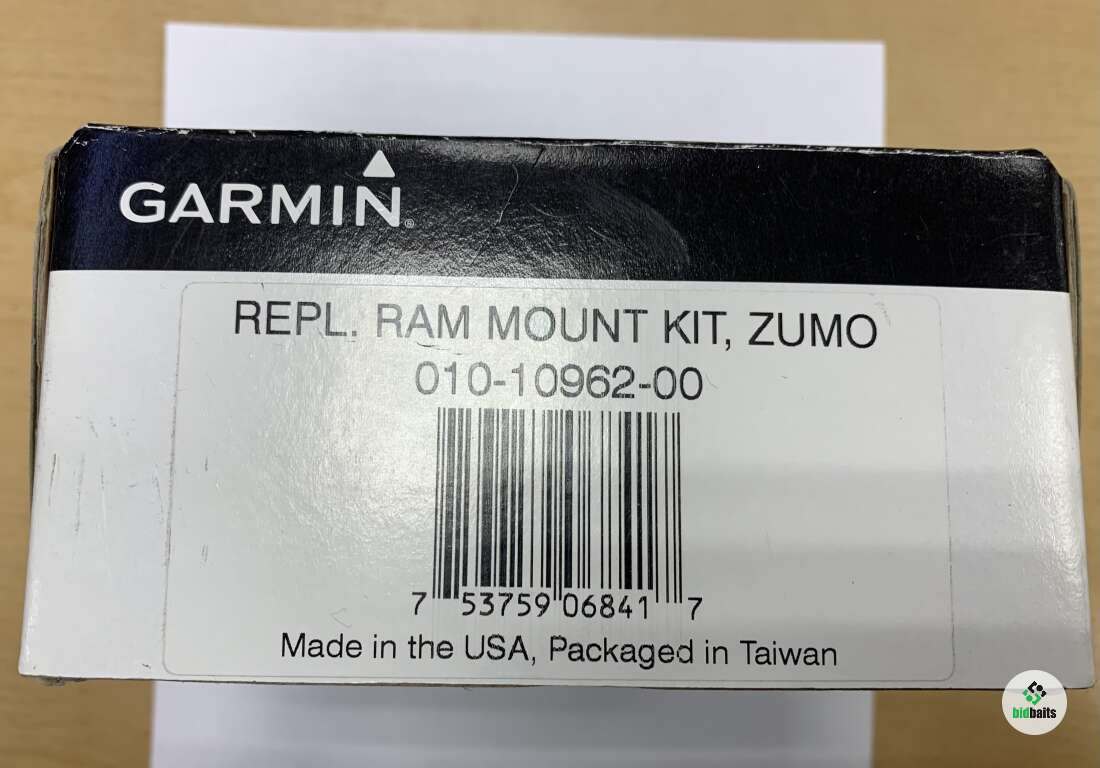 GARMIN®
REPL. RAM MOUNT KIT, ZUMO
010-10962-00
7 53759 06841 7
Made in the USA, Packaged in Taiwan
bidbaits